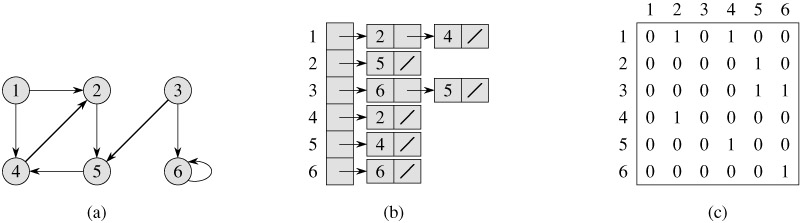 1 2 3 4 5 6
1 2 4 1 0 1 0 1 0 0
2 5 2 0 0 0 0 1 0
1 2 3 3 6 5 3 0 0 0 0 1 1
4 2 4 0 1 0 0 0 0
4 5 6 5 4 5 0 0 0 1 0 0
6 6 6 0 0 0 0 0 1
(a) (b) (c)